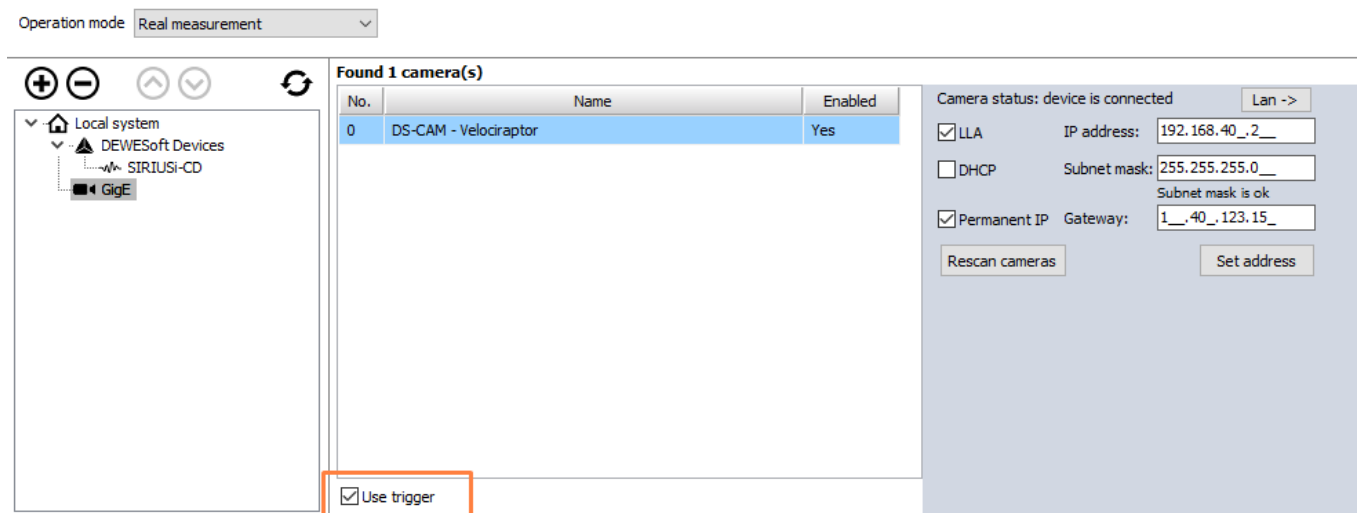 Operation mode Real measurement
Found 1 camera(s)
Local system
DEWESoft Devices
SIRIUSi-CD
GigE
No. Name Enabled
0 DS-CAM - Velociraptor Yes
Use trigger
Camera status: device is connected Lan ->
LLA IP address: 192.168.40_.2__
DHCP Subnet mask: 255.255.255.0__
Subnet mask is ok
Permanent IP Gateway: 1__.40_.123.15_
Rescan cameras Set address